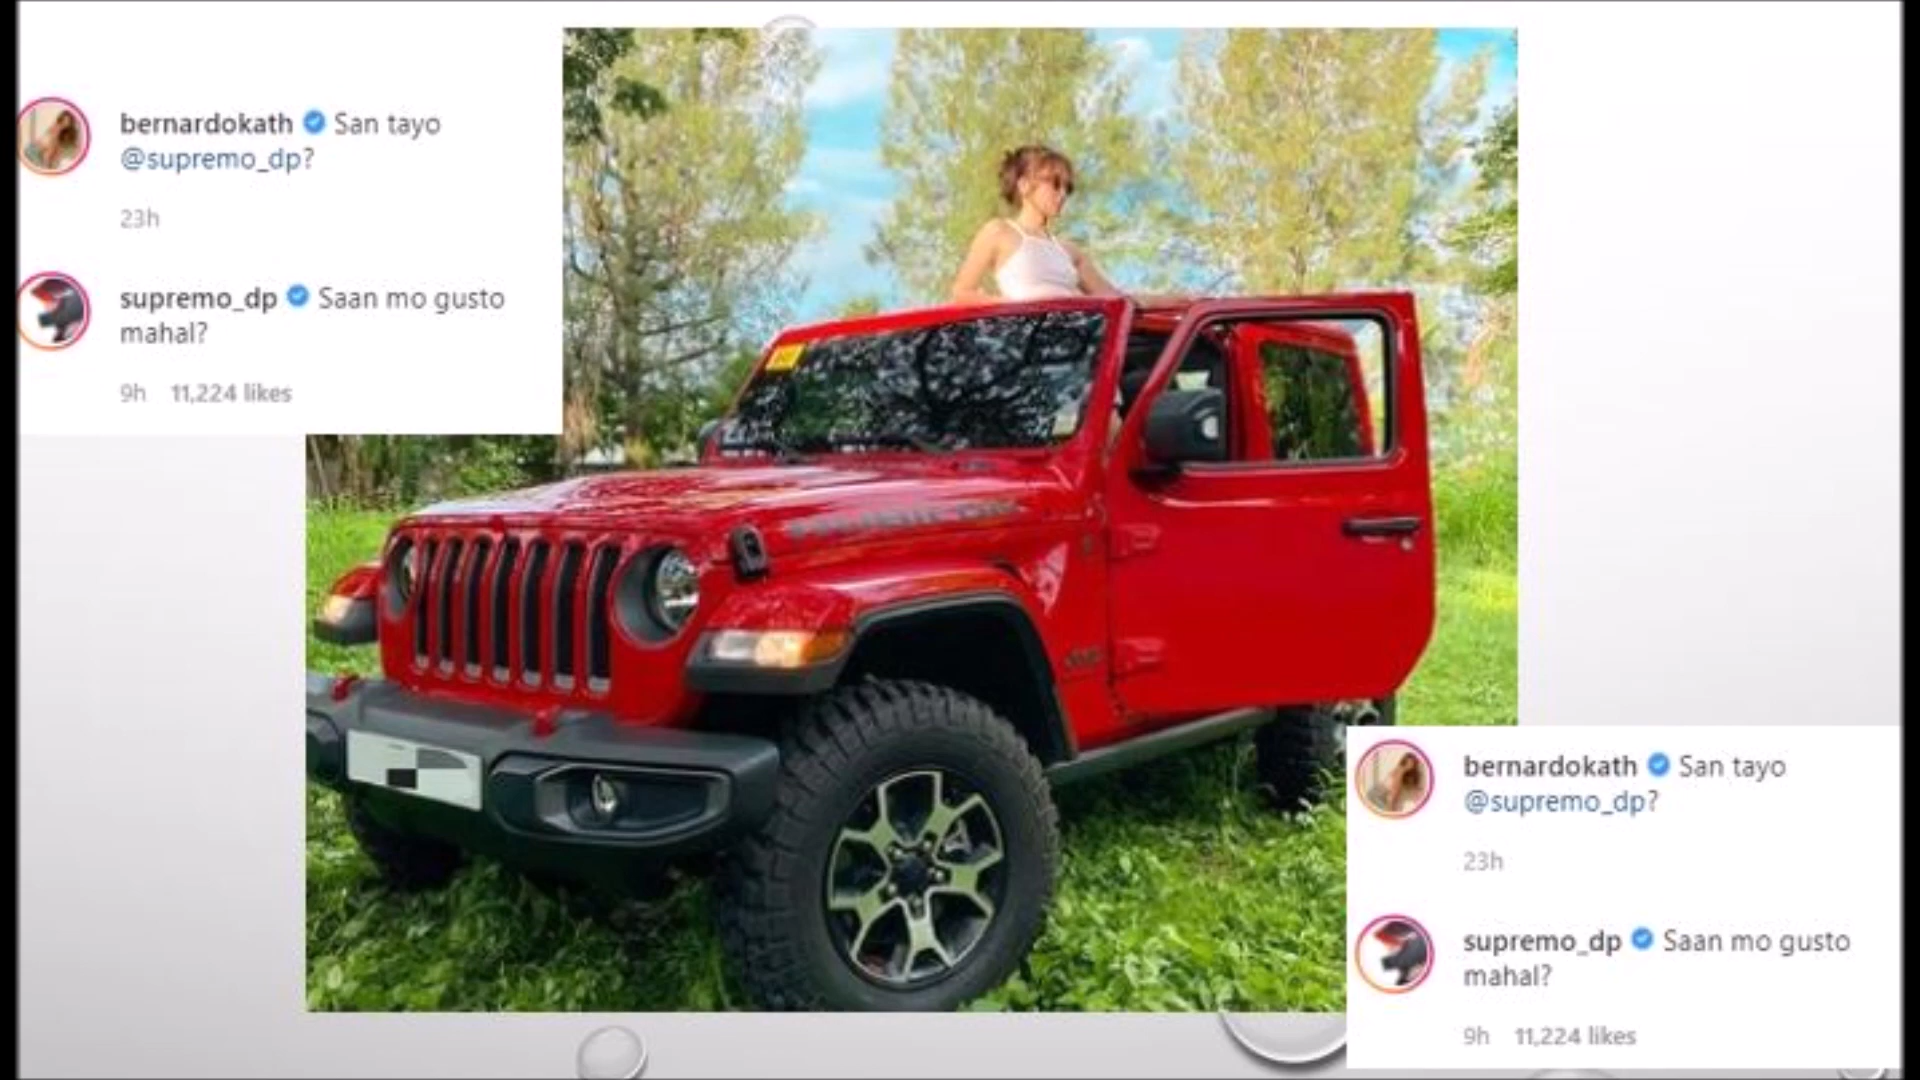 bernardokath San tayo
@supremo_dp?
23h
supremo_dp Saan mo gusto
mahal?
9h 11,224 likes
RUBICON
bernardokath San tayo
@supremo_dp?
23h
supremo_dp Saan mo gusto
mahal?
9h 11,224 likes